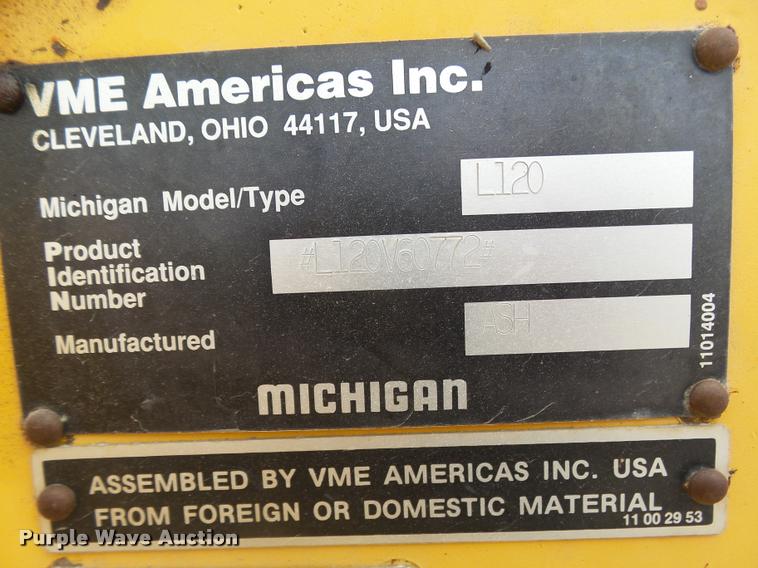 VME Americas Inc.
CLEVELAND, OHIO 44117, USA
Michigan Model/Type L120
Product
Identification
Number #L120V60772#
Manufactured ASH
11014004
MICHIGAN
ASSEMBLED BY VME AMERICAS INC. USA
FROM FOREIGN OR DOMESTIC MATERIAL
11 00 29 53
Purple Wave Auction